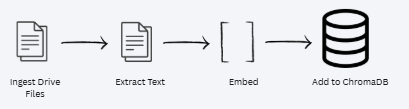 Ingest Drive
Files
Extract Text
Embed
Add to ChromaDB